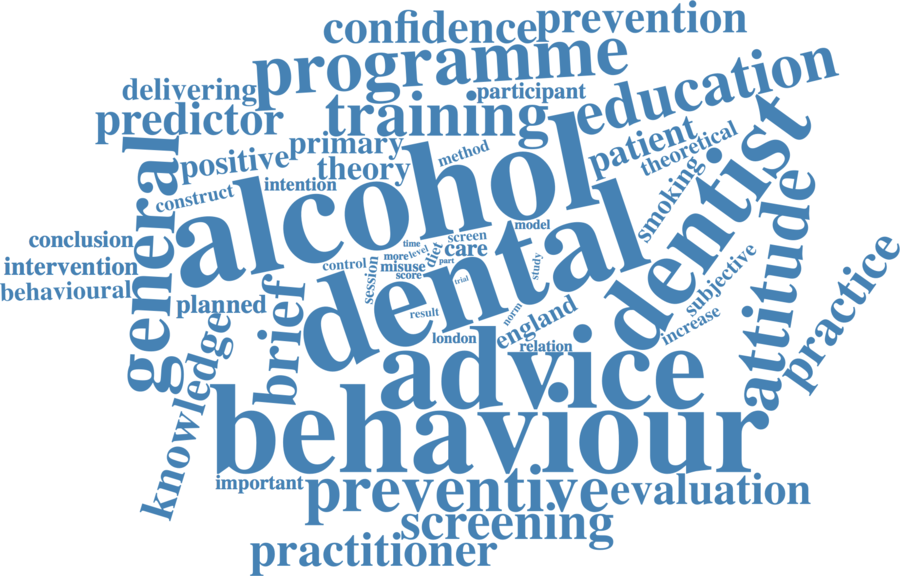 confidence
prevention
programme
delivering
participant
education
predictor
training
primary
method
patient
theoretical
positive
theory
general
construct
intention
alcohol
dentist
smoking
attitude
conclusion
intervention
behavioural
time
level
more
diet
screen
care
model
control
session
misuse
score
part
trial
study
dental
subjective
practice
planned
brief
result
norm
england
increase
london
relation
knowledge
advice
behaviour
important
preventive
evaluation
screening
practitioner